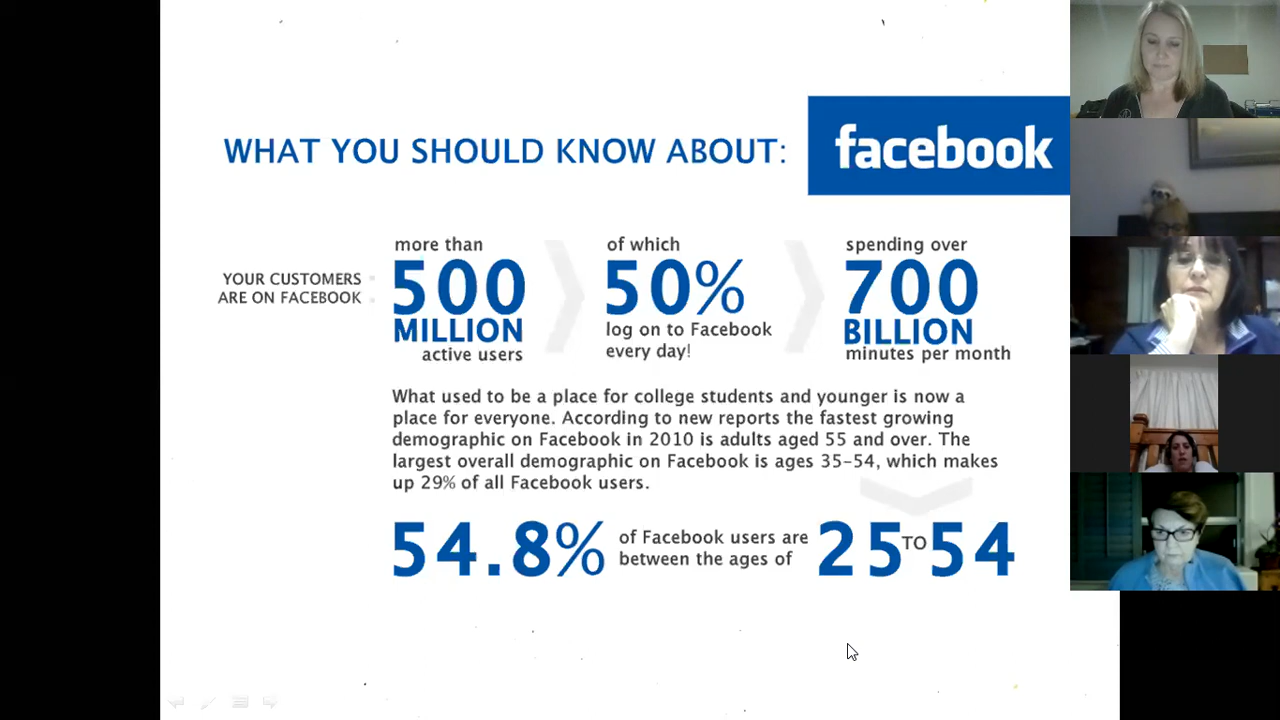 WHAT YOU SHOULD KNOW ABOUT:
facebook
YOUR CUSTOMERS
ARE ON FACEBOOK
more than
500
MILLION
active users
of which
50%
log on to Facebook
every day!
spending over
700
BILLION
minutes per month
What used to be a place for college students and younger is now a
place for everyone. According to new reports the fastest growing
demographic on Facebook in 2010 is adults aged 55 and over. The
largest overall demographic on Facebook is ages 35-54, which makes
up 29% of all Facebook users.
54.8%
of Facebook users are
between the ages of
25 TO 54